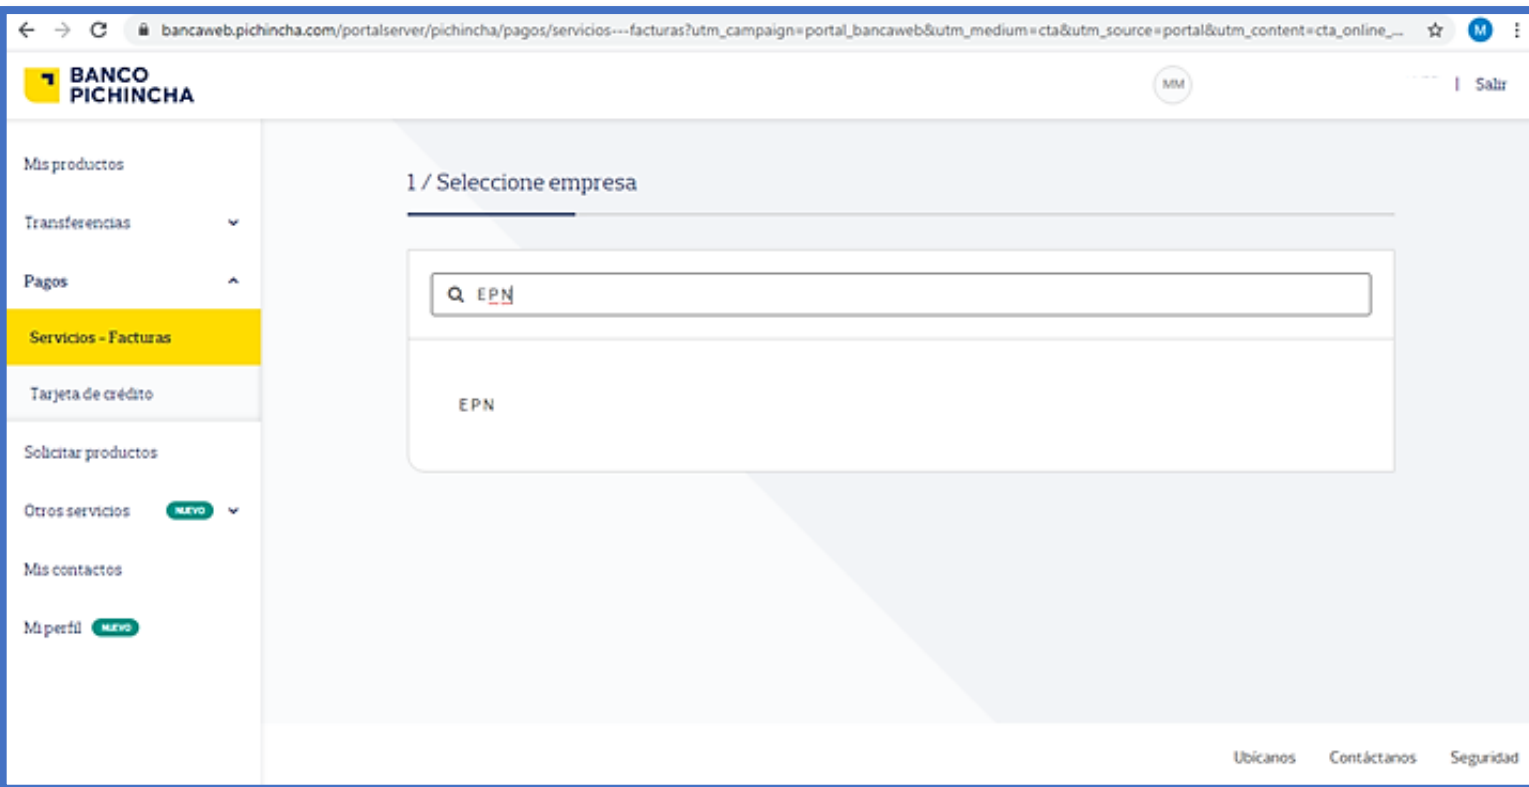 bancaweb.pichincha.com/portalserver/pichincha/pagos/servicios---facturas?utm_campaign=portal_bancaweb&utm_medium=cta&utm_source=portal&utm_content=cta_online_... M
BANCO
PICHINCHA
MM
| Salir
Mis productos
Transferencias
Pagos
Servicios - Facturas
Tarjeta de crédito
Solicitar productos
Otros servicios NUEVO
Mis contactos
Mi perfil NUEVO
1 / Seleccione empresa
EPN
EPN
Ubícanos Contáctanos Seguridad